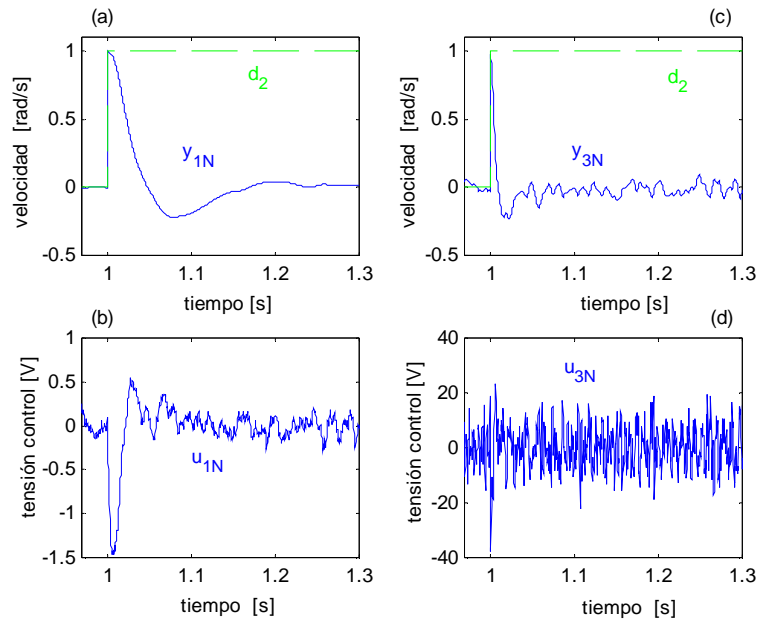 (a)
1
0.5
0
-0.5
velocidad [rad/s]
d2
y1N
1 1.1 1.2 1.3
tiempo [s]
(c)
1
0.5
0
-0.5
velocidad [rad/s]
d2
y3N
1 1.1 1.2 1.3
tiempo [s]
(b)
1
0.5
0
-0.5
-1
-1.5
tensión control [V]
u1N
1 1.1 1.2 1.3
tiempo [s]
(d)
40
20
0
-20
-40
tensión control [V]
u3N
1 1.1 1.2 1.3
tiempo [s]